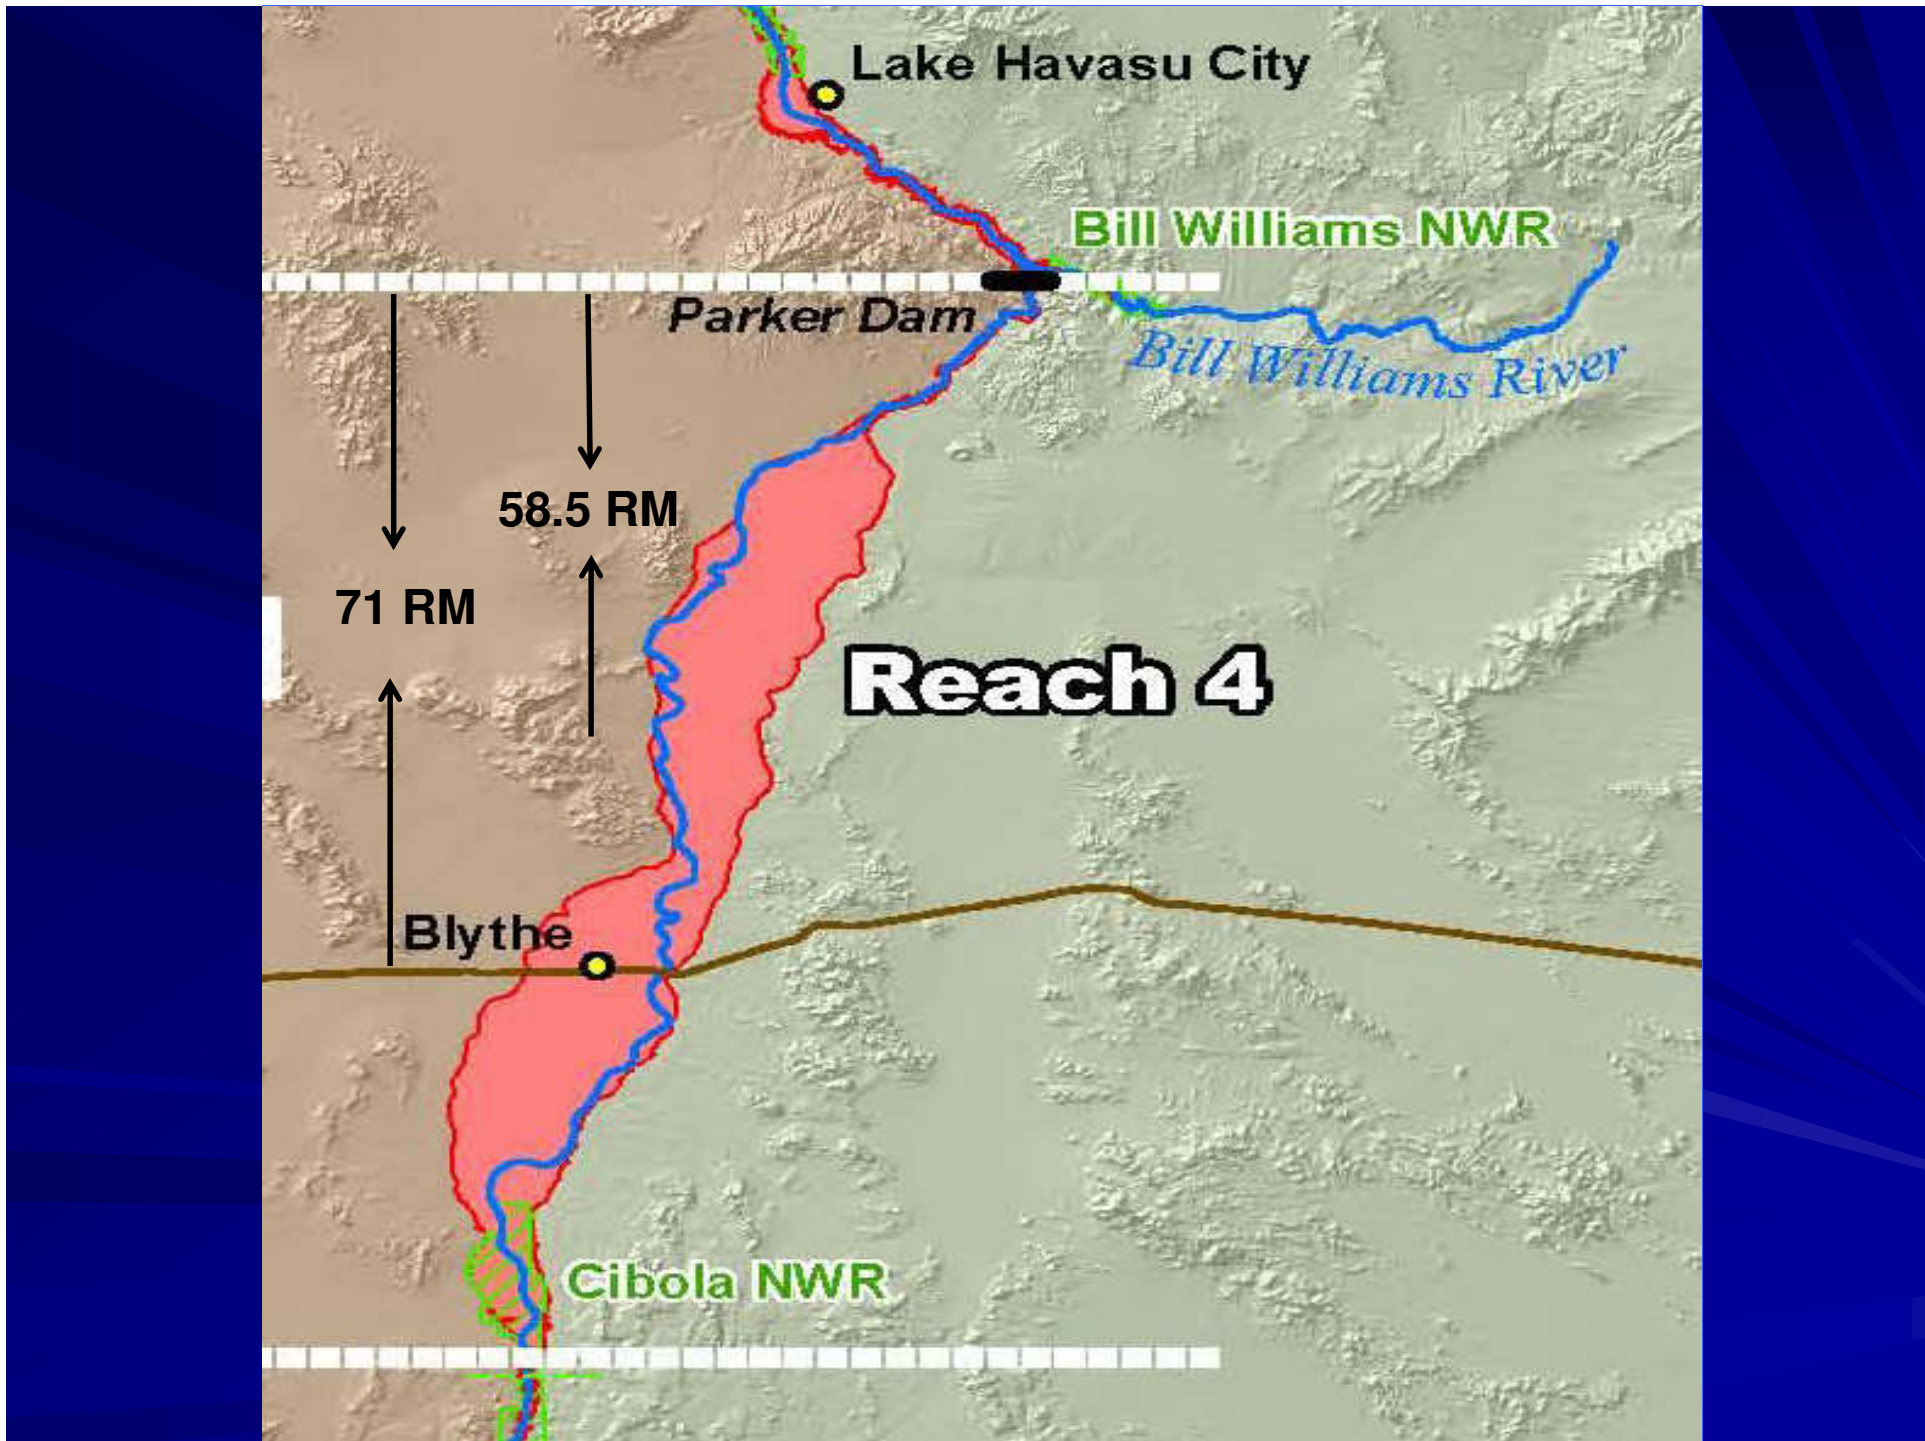 Lake Havasu City
Bill Williams NWR
Parker Dam
Bill Williams River
58.5 RM
71 RM
Reach 4
Blythe
Cibola NWR